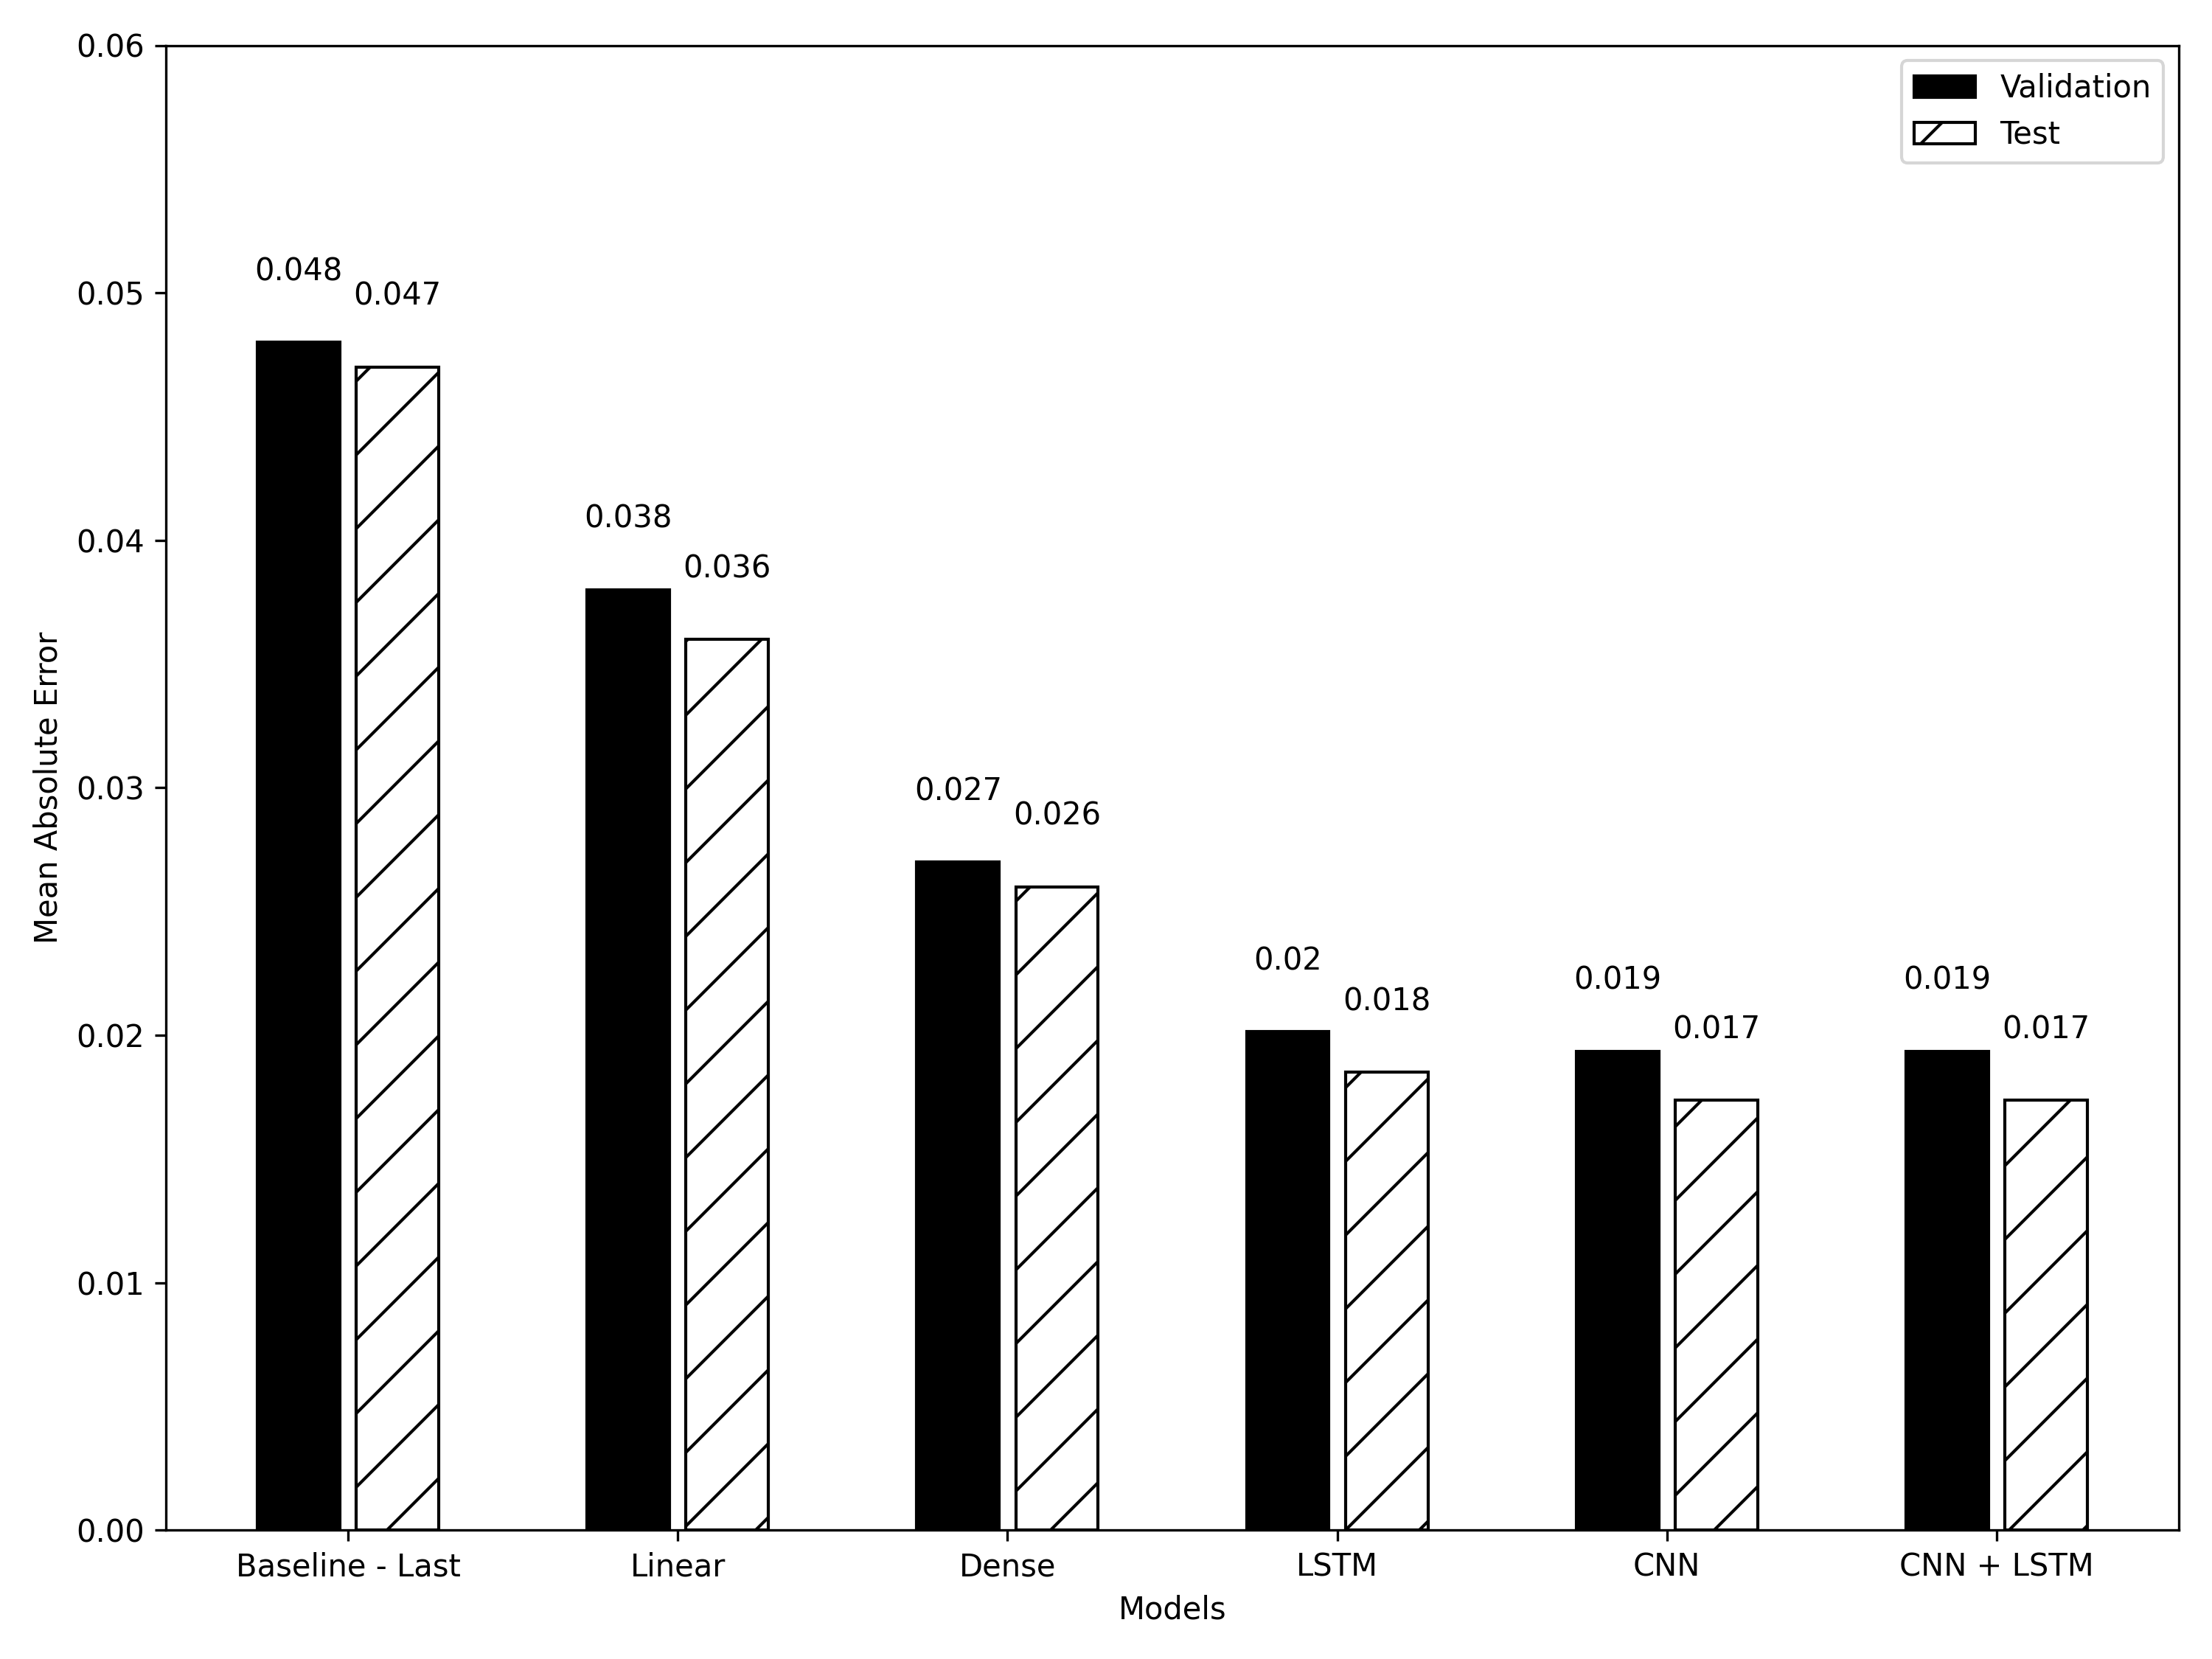 0.06
0.05
0.04
0.03
0.02
0.01
0.00
Mean Absolute Error
Validation
Test
0.048
0.047
0.038
0.036
0.027
0.026
0.02
0.018
0.019
0.017
0.019
0.017
Baseline - Last
Linear
Dense
LSTM
CNN
CNN + LSTM
Models